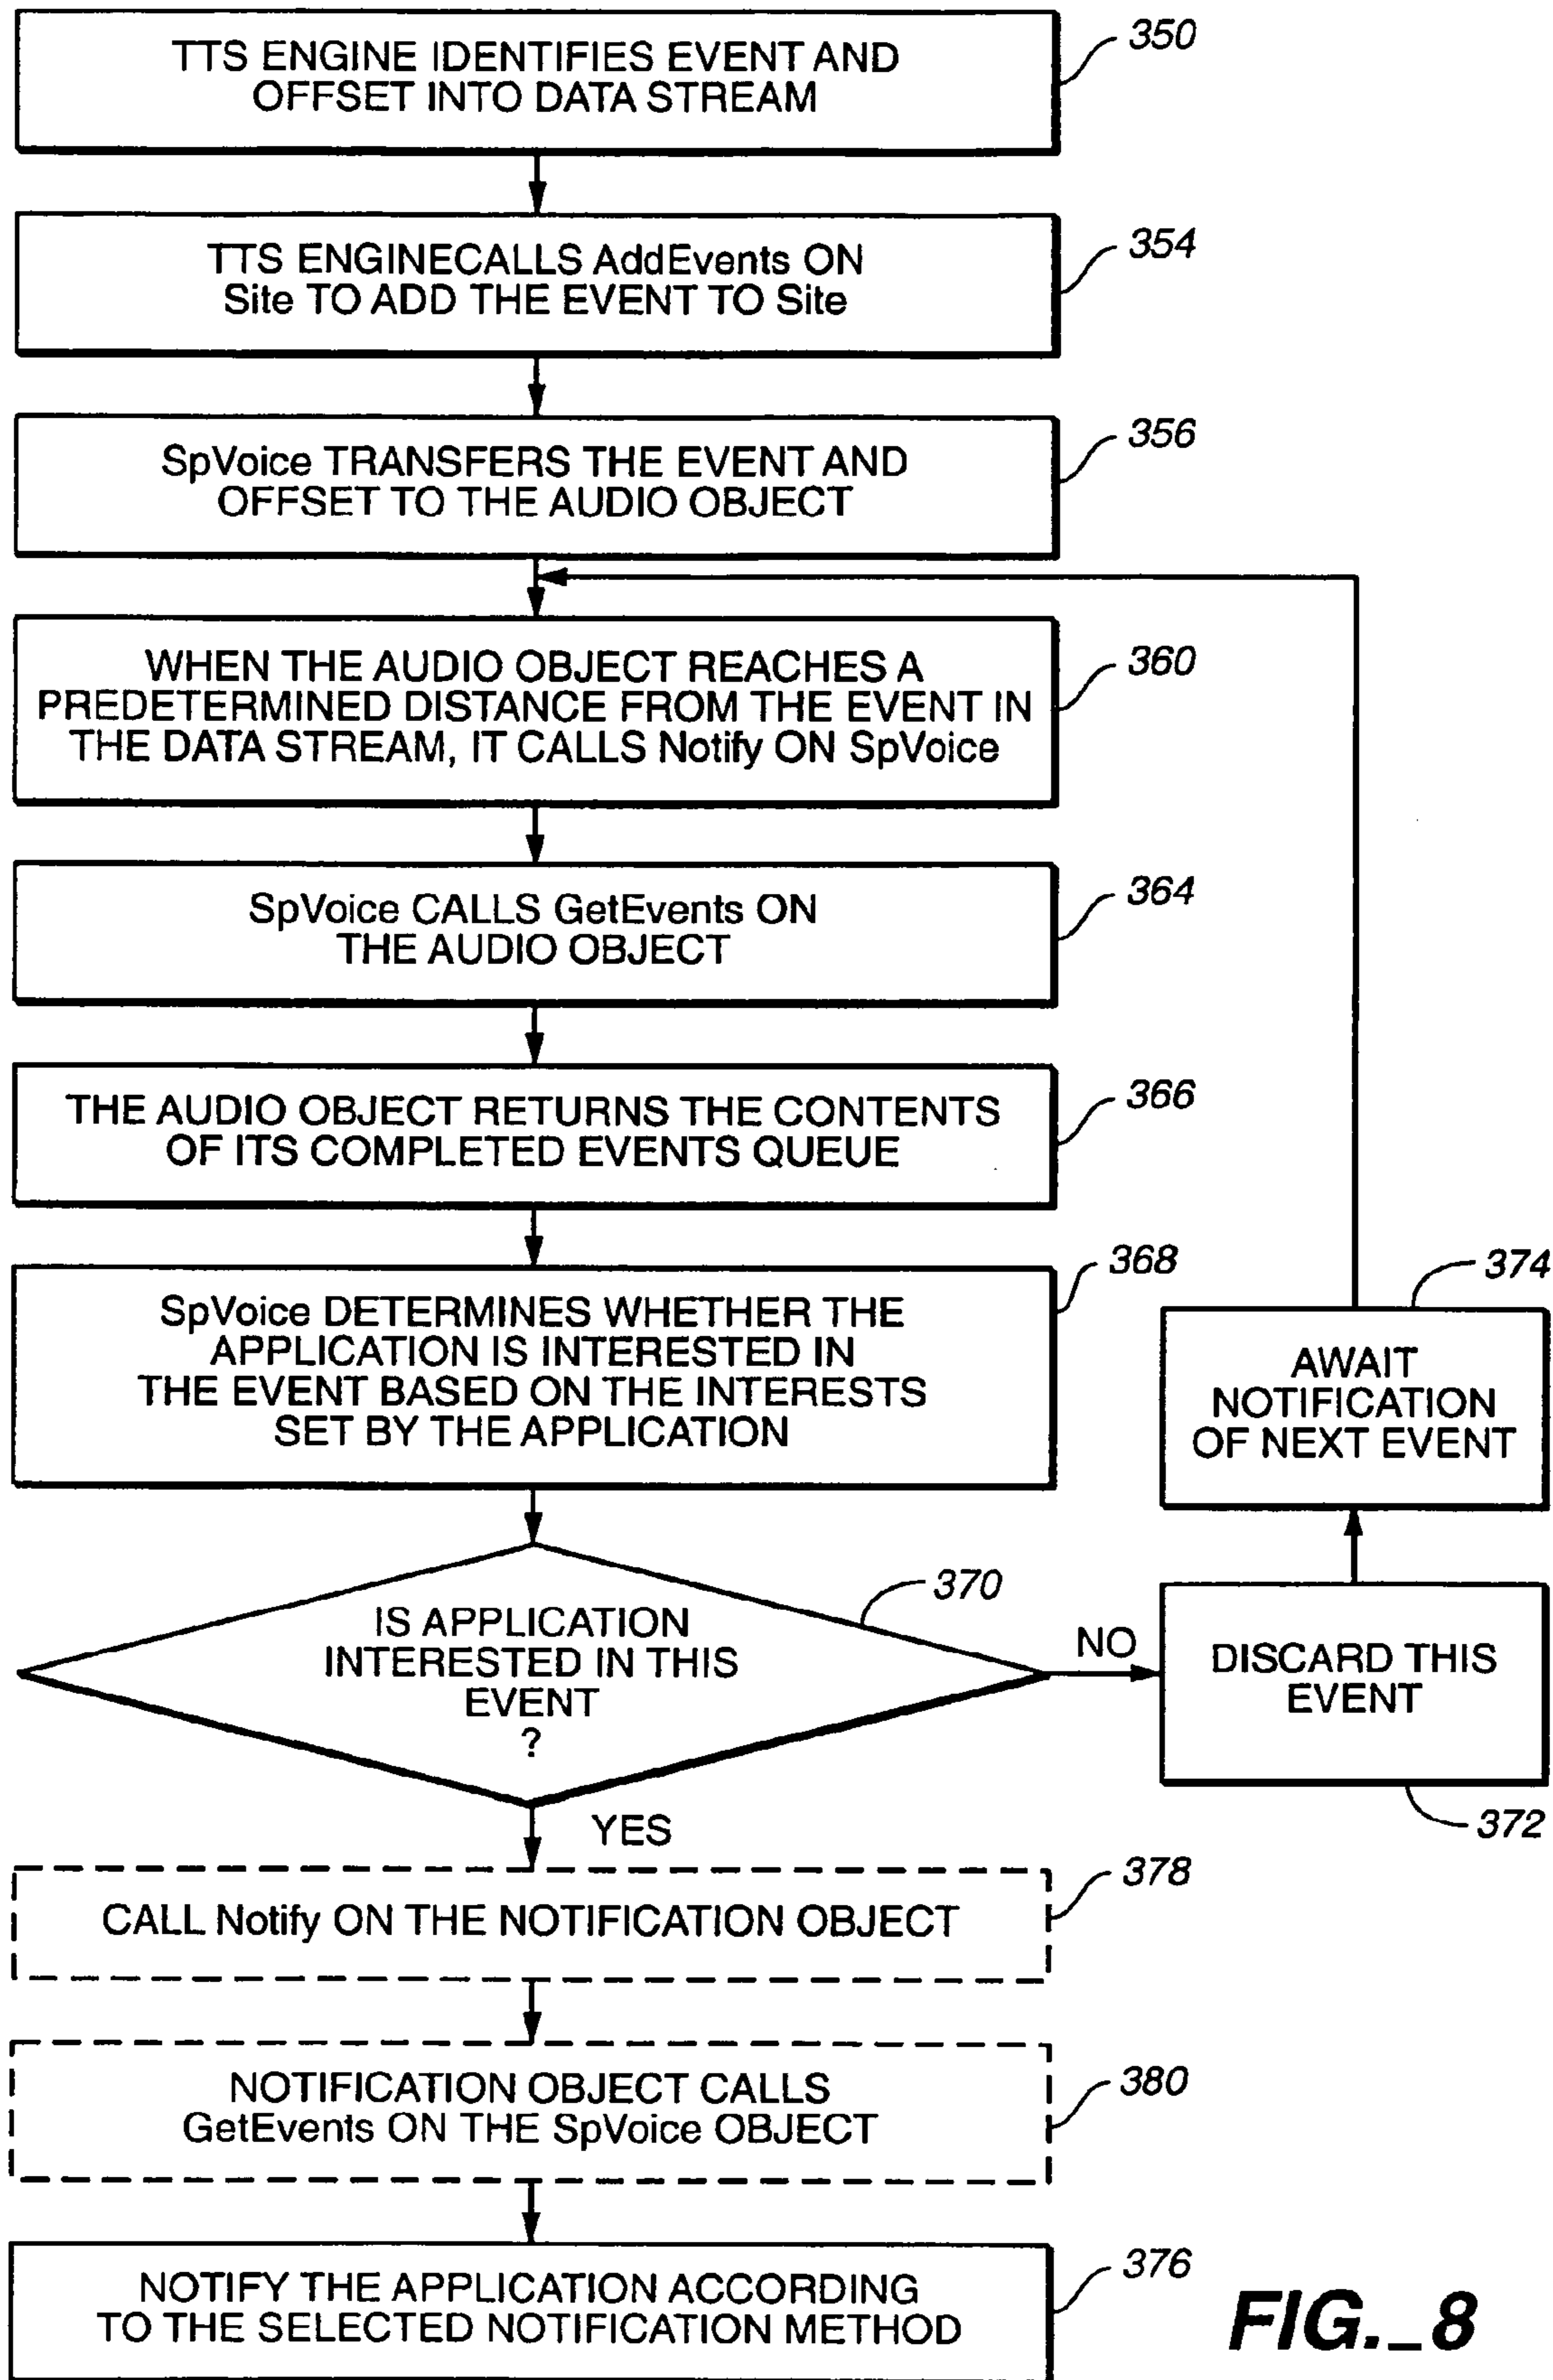 TTS ENGINE IDENTIFIES EVENT AND
OFFSET INTO DATA STREAM
350
TTS ENGINECALLS AddEvents ON
Site TO ADD THE EVENT TO Site
354
SpVoice TRANSFERS THE EVENT AND
OFFSET TO THE AUDIO OBJECT
356
WHEN THE AUDIO OBJECT REACHES A
PREDETERMINED DISTANCE FROM THE EVENT IN
THE DATA STREAM, IT CALLS Notify ON SpVoice
360
SpVoice CALLS GetEvents ON
THE AUDIO OBJECT
364
THE AUDIO OBJECT RETURNS THE CONTENTS
OF ITS COMPLETED EVENTS QUEUE
366
SpVoice DETERMINES WHETHER THE
APPLICATION IS INTERESTED IN
THE EVENT BASED ON THE INTERESTS
SET BY THE APPLICATION
368
374
AWAIT
NOTIFICATION
OF NEXT EVENT
IS APPLICATION
INTERESTED IN THIS
EVENT
?
370
NO
DISCARD THIS
EVENT
372
YES
CALL Notify ON THE NOTIFICATION OBJECT
378
NOTIFICATION OBJECT CALLS
GetEvents ON THE SpVoice OBJECT
380
NOTIFY THE APPLICATION ACCORDING
TO THE SELECTED NOTIFICATION METHOD
376
FIG._8